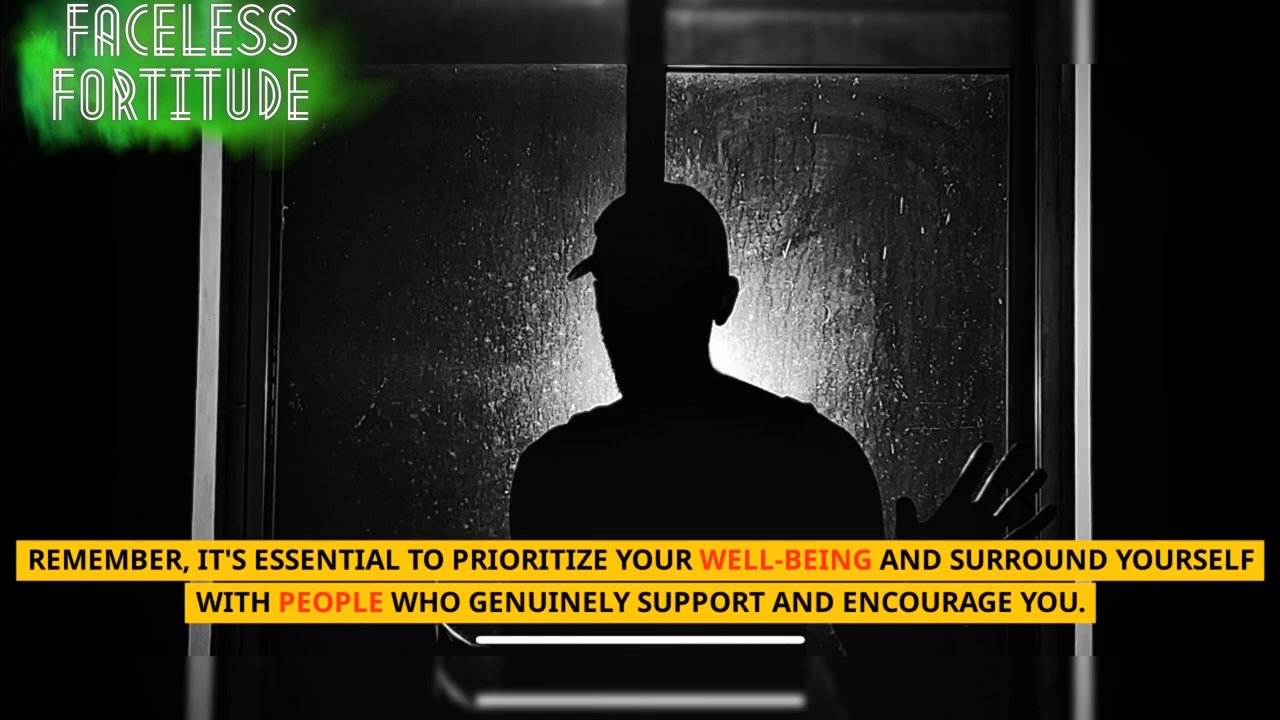 FACELESS
FORTITUDE
REMEMBER, IT'S ESSENTIAL TO PRIORITIZE YOUR WELL-BEING AND SURROUND YOURSELF
WITH PEOPLE WHO GENUINELY SUPPORT AND ENCOURAGE YOU.